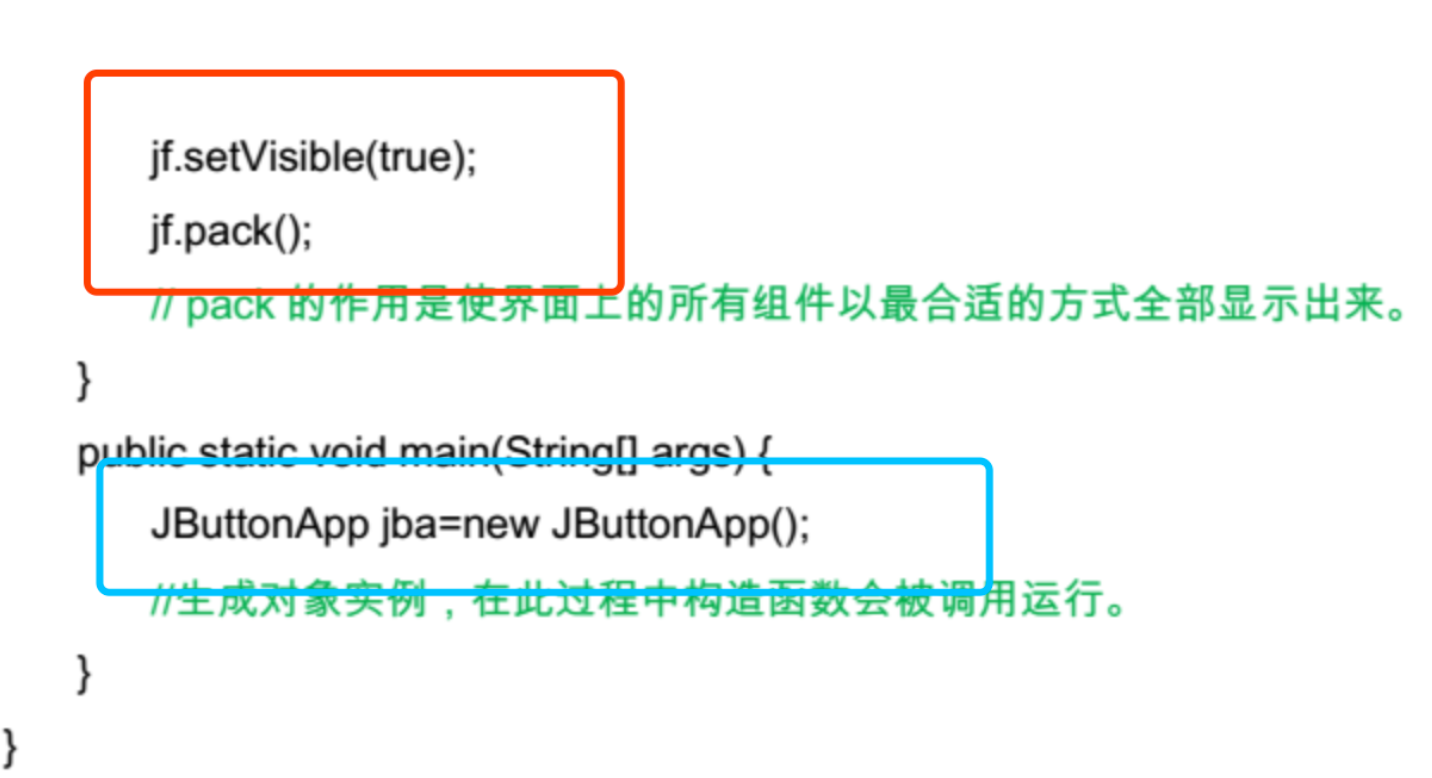 jf.setVisible(true);
jf.pack();
// pack 的作用是使界面上的所有组件以最合适的方式全部显示出来。
}
public static void main(String[] args) {
JButtonApp jba=new JButtonApp();
//生成对象实例，在此过程中构造函数会被调用运行。
}
}